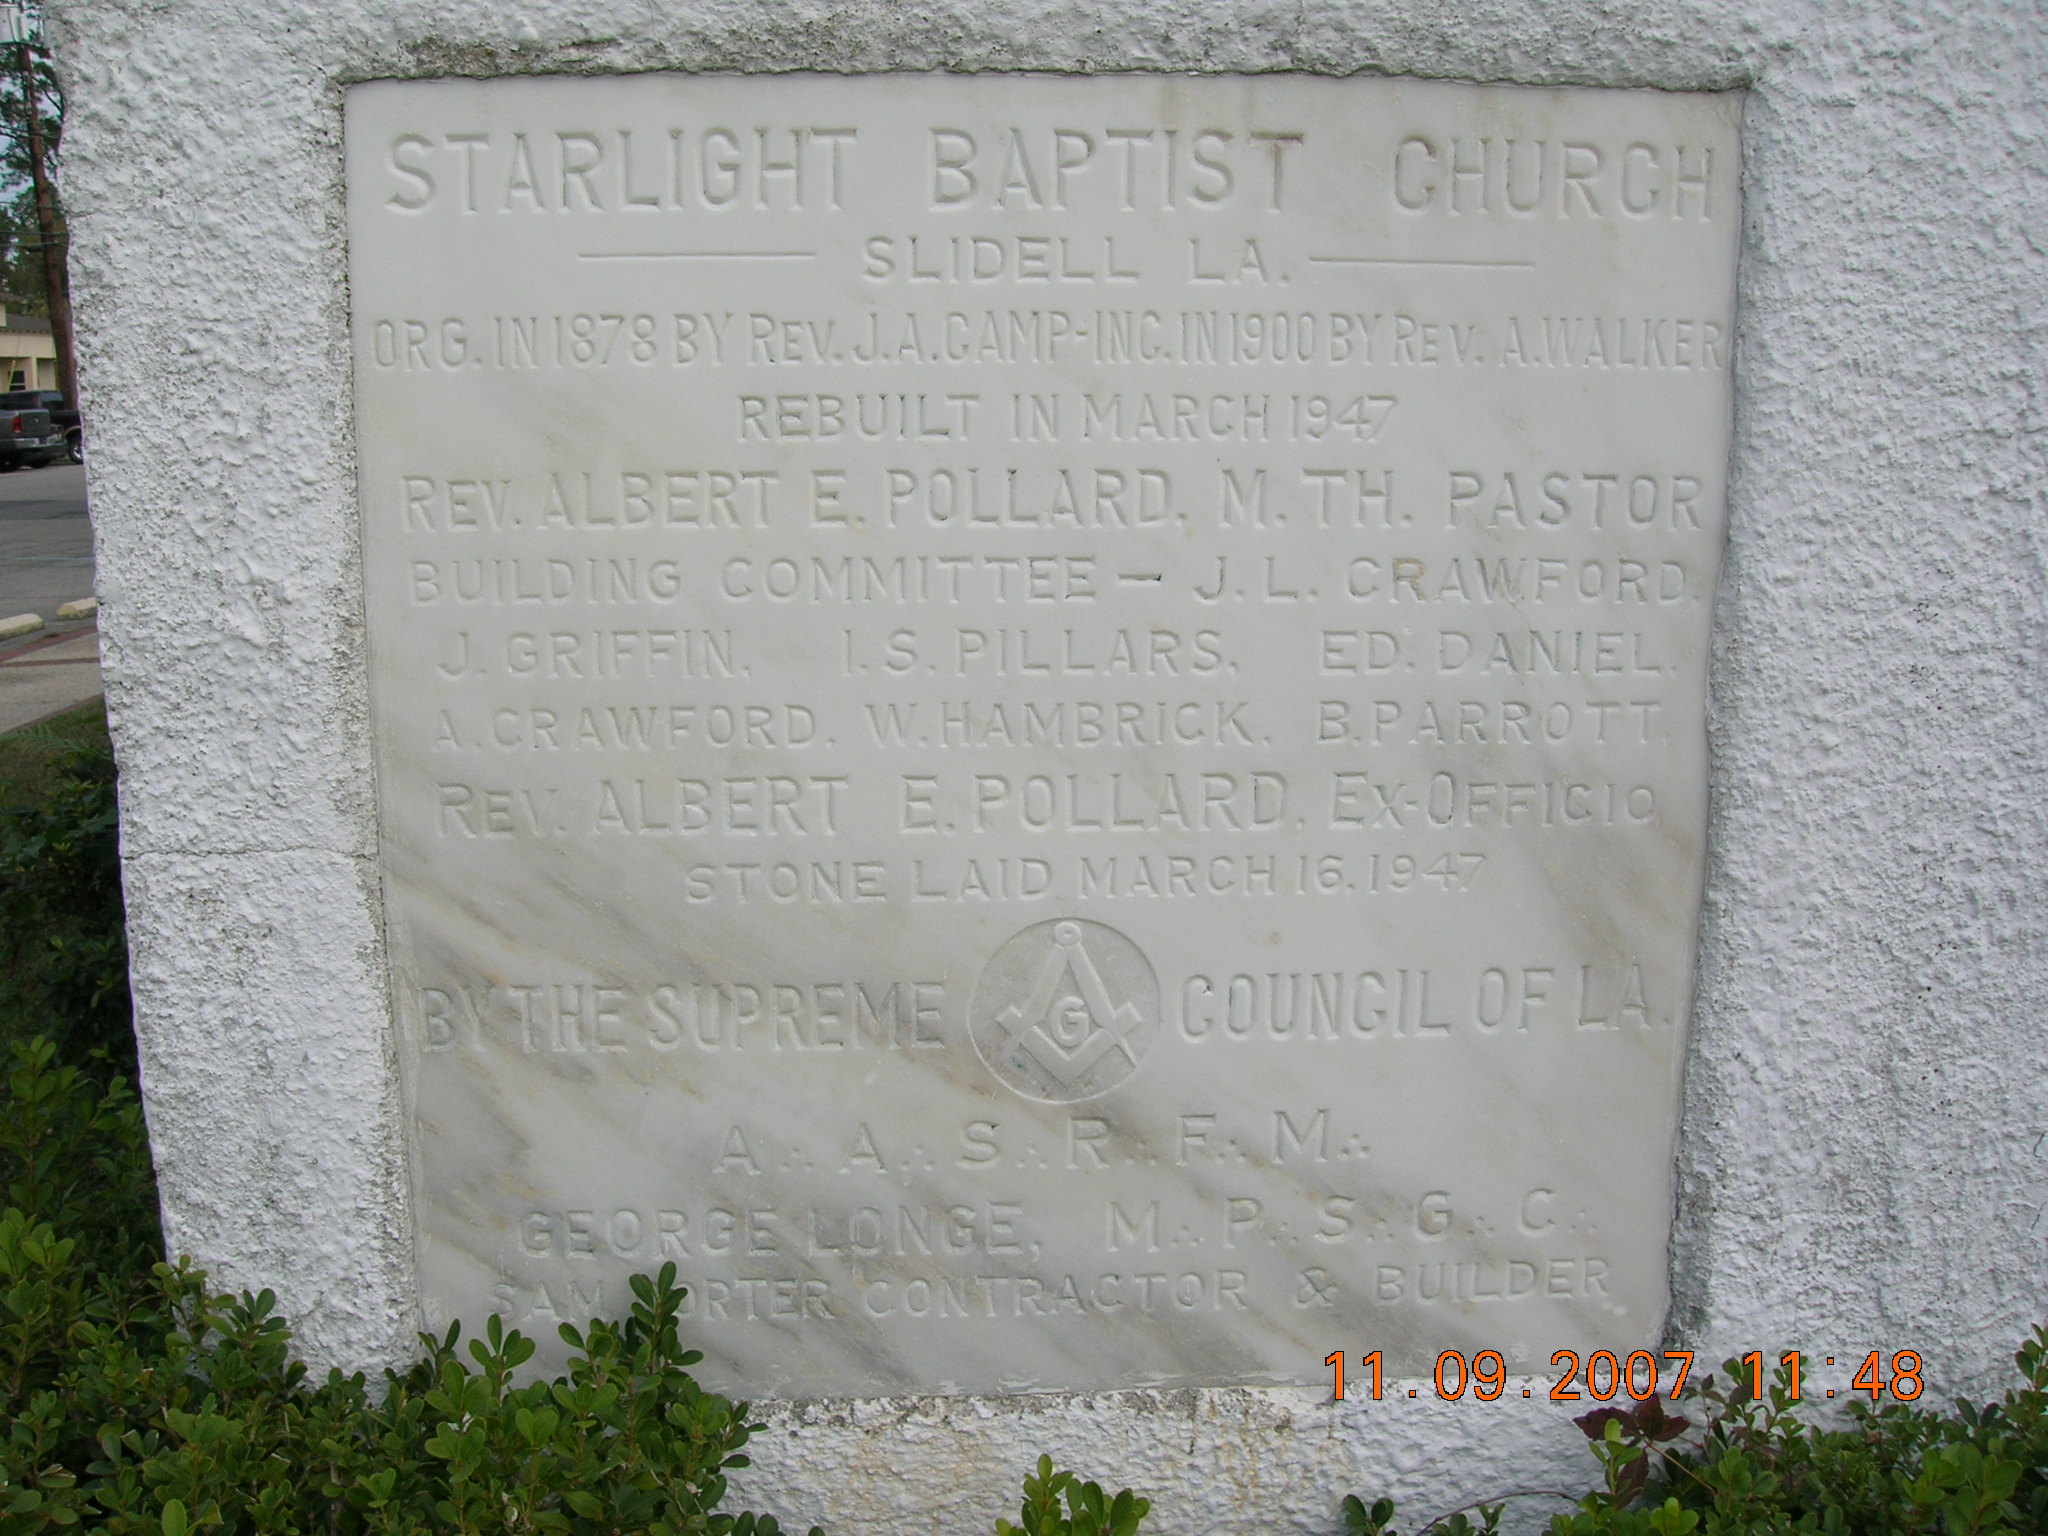 STARLIGHT BAPTIST CHURCH
SLIDELL LA.
ORG. IN 1878 BY REV. J. A. CAMP-INC. IN 1900 BY REV. A. WALKER
REBUILT IN MARCH 1947
REV. ALBERT E. POLLARD, M. TH. PASTOR
BUILDING COMMITTEE – J. L. CRAWFORD,
J. GRIFFIN, I. S. PILLARS, ED. DANIEL,
A. CRAWFORD, W. HAMBRICK, B. PARROTT,
REV. ALBERT E. POLLARD, EX-OFFICIO
STONE LAID MARCH 16, 1947
BY THE SUPREME G COUNCIL OF LA.
A∴ A∴ S∴ R∴ F∴ M∴
GEORGE LONGE, M∴ P∴ S∴ G∴ C∴
SAM CONTRACTOR & BUILDER
11.09.2007 11:48